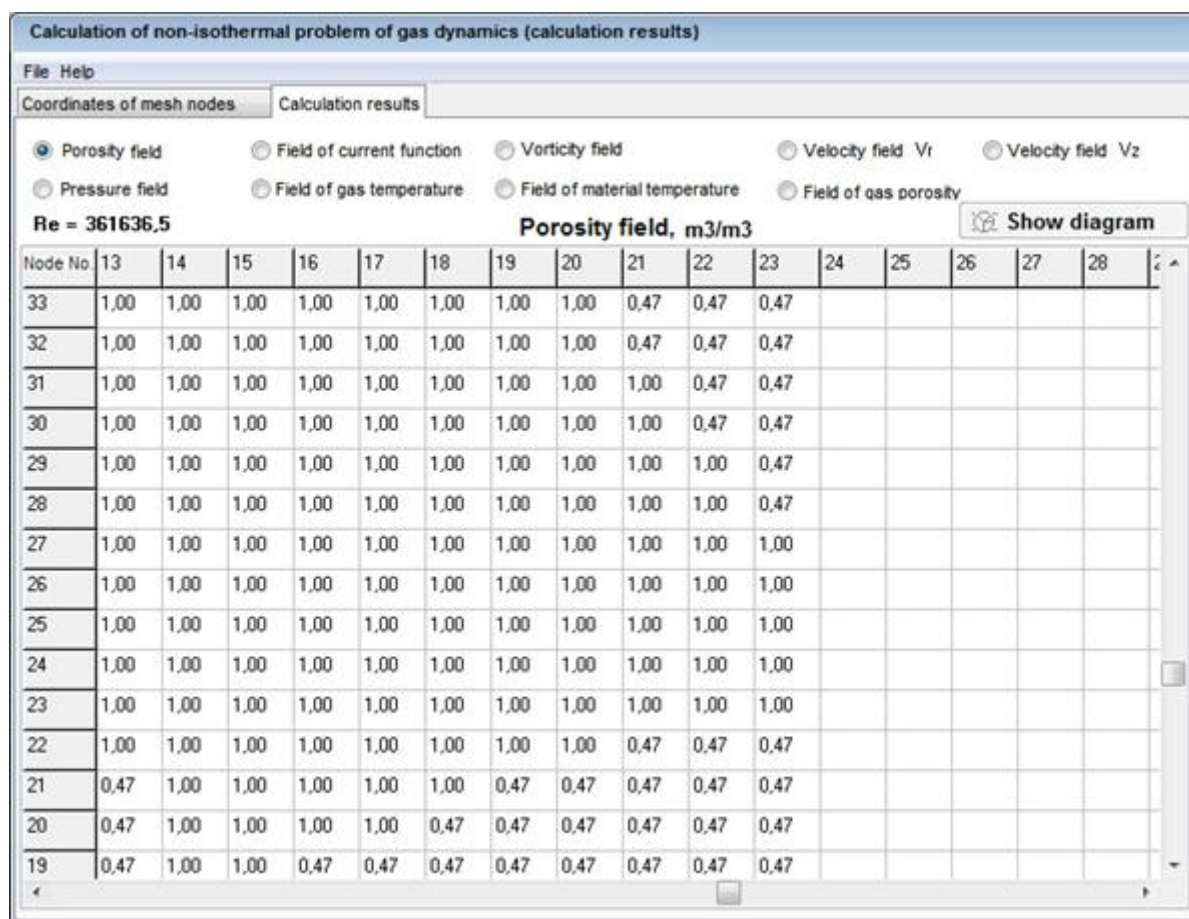 Calculation of non-isothermal problem of gas dynamics (calculation results)
File Help
Coordinates of mesh nodes Calculation results
Porosity field Field of current function Vorticity field Velocity field Vr Velocity field Vz
Pressure field Field of gas temperature Field of material temperature Field of gas porosity
Re = 361636,5 Porosity field, m3/m3 Show diagram
Node No. 13 14 15 16 17 18 19 20 21 22 23 24 25 26 27 28
33 1,00 1,00 1,00 1,00 1,00 1,00 1,00 1,00 0,47 0,47 0,47
32 1,00 1,00 1,00 1,00 1,00 1,00 1,00 1,00 0,47 0,47 0,47
31 1,00 1,00 1,00 1,00 1,00 1,00 1,00 1,00 1,00 0,47 0,47
30 1,00 1,00 1,00 1,00 1,00 1,00 1,00 1,00 1,00 0,47 0,47
29 1,00 1,00 1,00 1,00 1,00 1,00 1,00 1,00 1,00 1,00 0,47
28 1,00 1,00 1,00 1,00 1,00 1,00 1,00 1,00 1,00 1,00 0,47
27 1,00 1,00 1,00 1,00 1,00 1,00 1,00 1,00 1,00 1,00 1,00
26 1,00 1,00 1,00 1,00 1,00 1,00 1,00 1,00 1,00 1,00 1,00
25 1,00 1,00 1,00 1,00 1,00 1,00 1,00 1,00 1,00 1,00 1,00
24 1,00 1,00 1,00 1,00 1,00 1,00 1,00 1,00 1,00 1,00 1,00
23 1,00 1,00 1,00 1,00 1,00 1,00 1,00 1,00 1,00 1,00 1,00
22 1,00 1,00 1,00 1,00 1,00 1,00 1,00 1,00 0,47 0,47 0,47
21 0,47 1,00 1,00 1,00 1,00 1,00 0,47 0,47 0,47 0,47 0,47
20 0,47 1,00 1,00 1,00 1,00 0,47 0,47 0,47 0,47 0,47 0,47
19 0,47 1,00 1,00 0,47 0,47 0,47 0,47 0,47 0,47 0,47 0,47